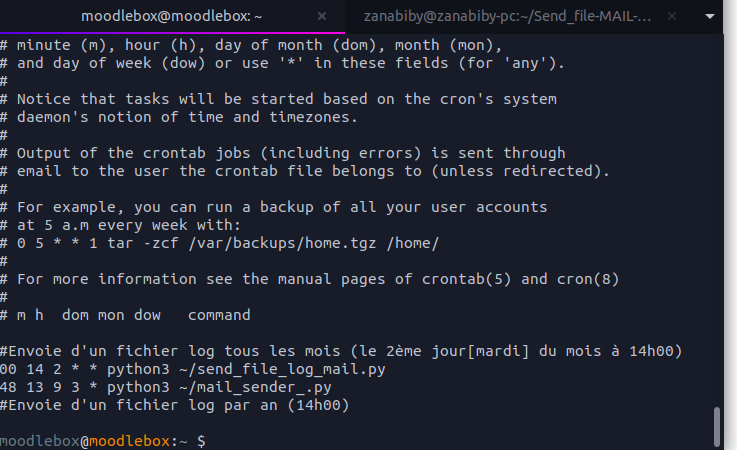 moodlebox@moodlebox: ~ × zanabiby@zanabiby-pc:~/Send_file-MAIL-... ×
# minute (m), hour (h), day of month (dom), month (mon),
# and day of week (dow) or use '*' in these fields (for 'any').
#
# Notice that tasks will be started based on the cron's system
# daemon's notion of time and timezones.
#
# Output of the crontab jobs (including errors) is sent through
# email to the user the crontab file belongs to (unless redirected).
#
# For example, you can run a backup of all your user accounts
# at 5 a.m every week with:
# 0 5 * * 1 tar -zcf /var/backups/home.tgz /home/
#
# For more information see the manual pages of crontab(5) and cron(8)
#
# m h  dom mon dow   command
#Envoie d'un fichier log tous les mois (le 2ème jour[mardi] du mois à 14h00)
00 14 2 * * python3 ~/send_file_log_mail.py
48 13 9 3 * python3 ~/mail_sender_.py
#Envoie d'un fichier log par an (14h00)
moodlebox@moodlebox:~ $